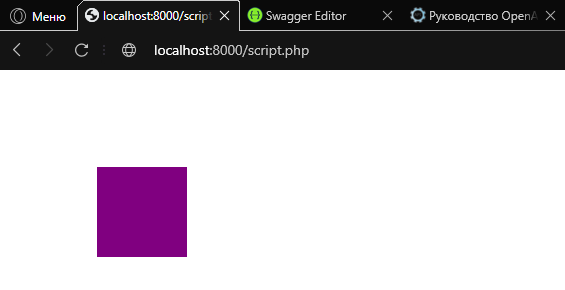 Меню
localhost:8000/script
Swagger Editor
Руководство OpenA
localhost:8000/script.php